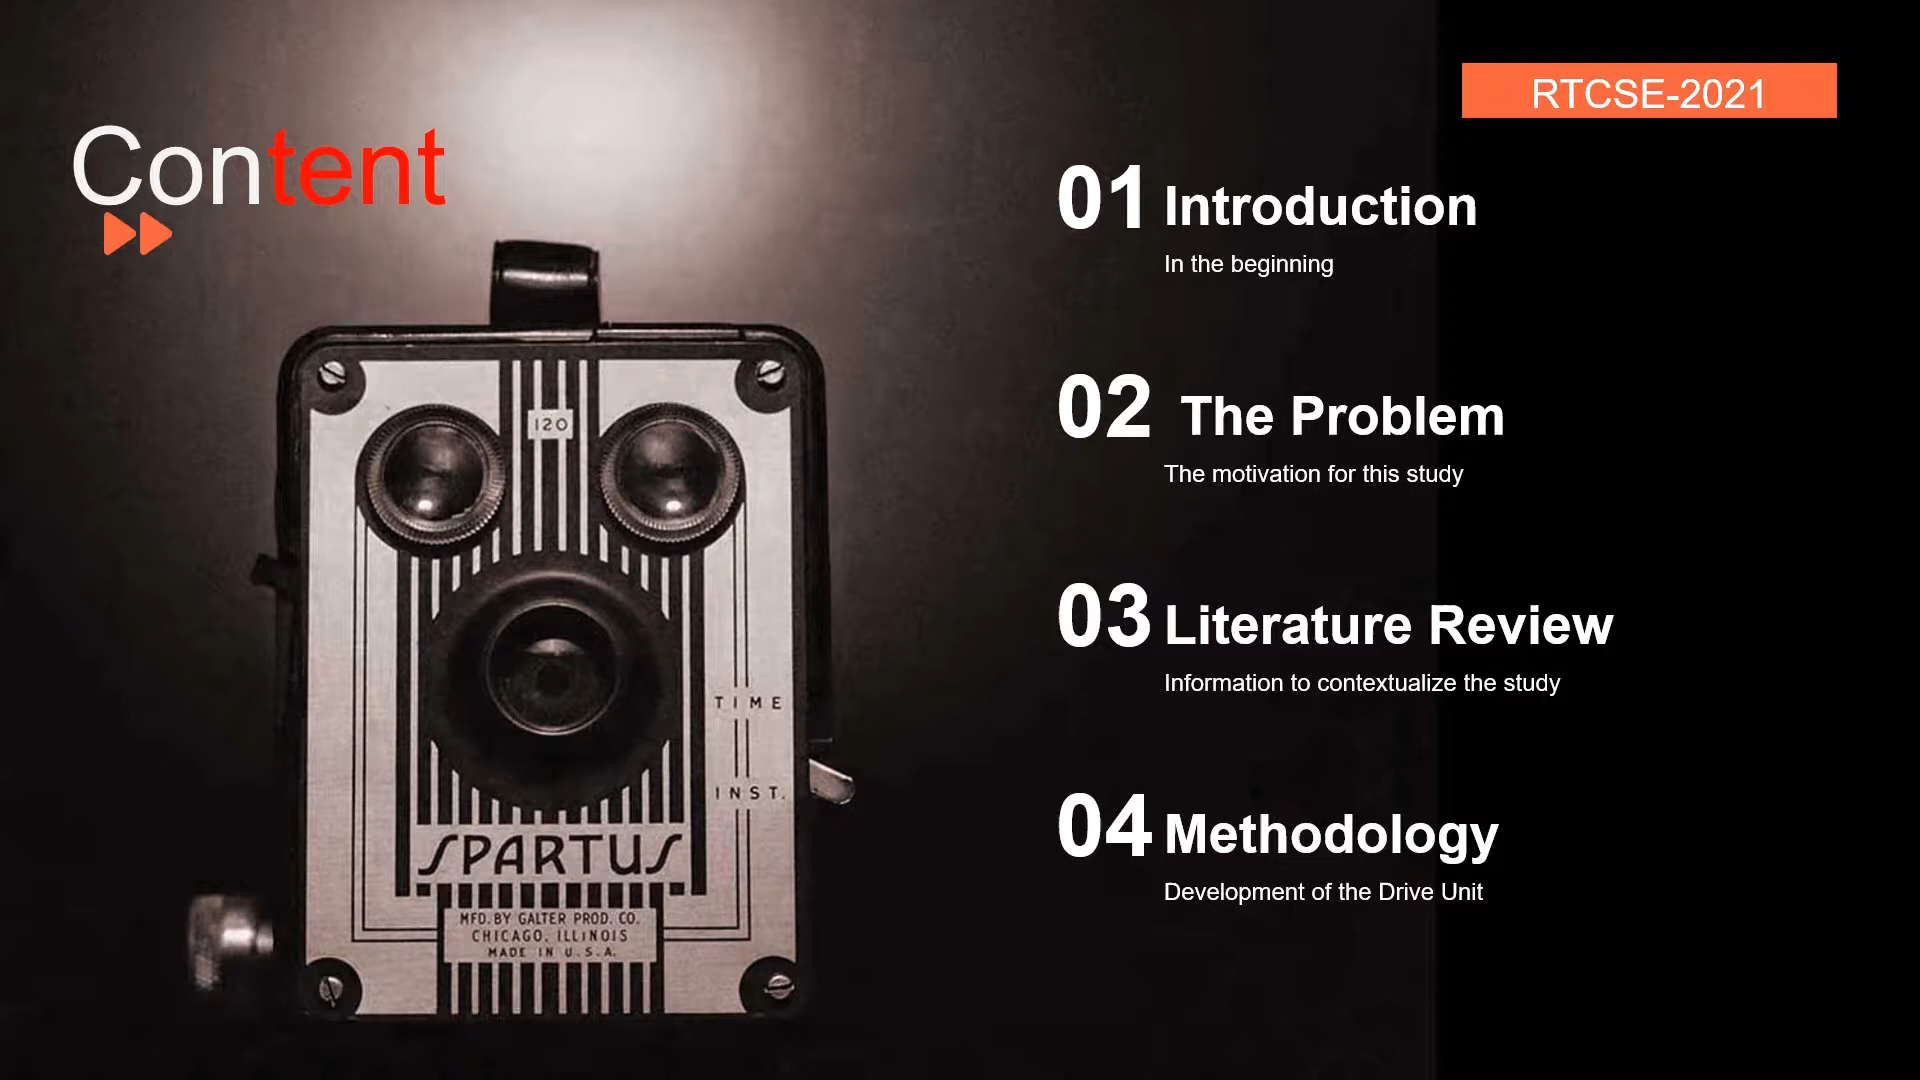 RTCSE-2021
Content
01 Introduction
In the beginning
02 The Problem
The motivation for this study
03 Literature Review
Information to contextualize the study
04 Methodology
Development of the Drive Unit
120
TIME
INST.
SPARTUS
MFD. BY GALTER PROD. CO.
CHICAGO, ILLINOIS
MADE IN U.S.A.